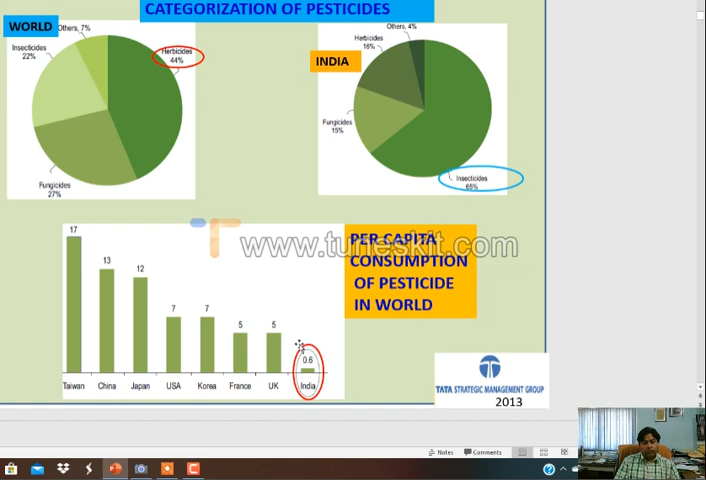 CATEGORIZATION OF PESTICIDES
WORLD
Others, 7%
Insecticides
22%
Herbicides
44%
Fungicides
27%
INDIA
Others, 4%
Herbicides
16%
Fungicides
15%
Insecticides
65%
www.tuneskit.com
PER CAPITA
CONSUMPTION
OF PESTICIDE
IN WORLD
17
13
12
7
7
5
5
0.6
Taiwan
China
Japan
USA
Korea
France
UK
India
TATA STRATEGIC MANAGEMENT GROUP
2013
Notes
Comments